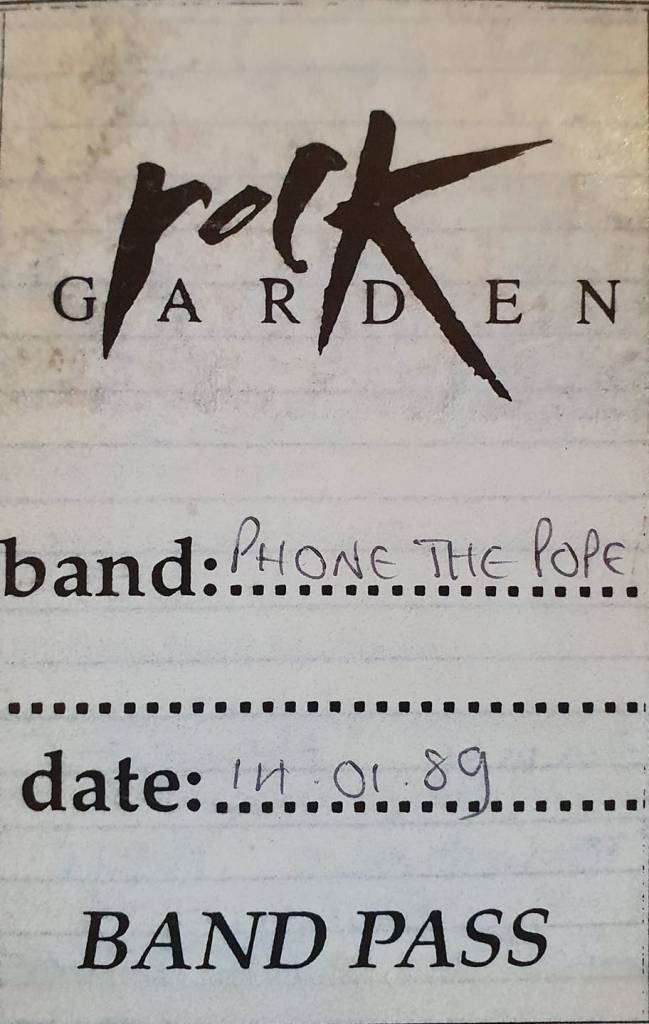 rock
GARDEN
band: PHONE THE POPE
date: 14.01.89
BAND PASS